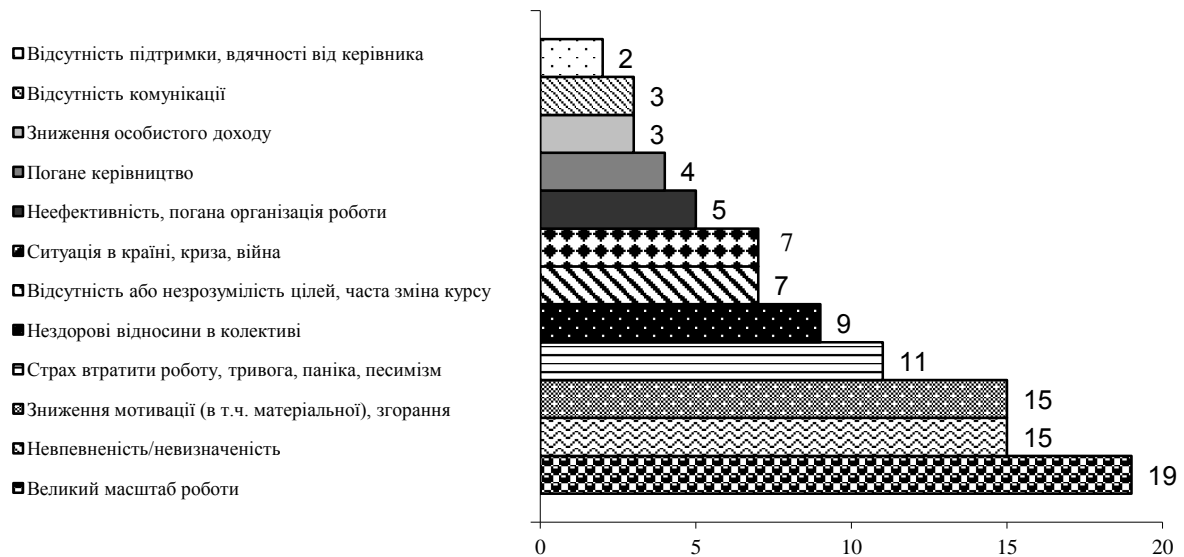 Відсутність підтримки, вдячності від керівника
Відсутність комунікації
Зниження особистого доходу
Погане керівництво
Неефективність, погана організація роботи
Ситуація в країні, криза, війна
Відсутність або незрозумілість цілей, часта зміна курсу
Нездорові відносини в колективі
Страх втратити роботу, тривога, паніка, песимізм
Зниження мотивації (в т.ч. матеріальної), згорання
Невпевненість/невизначеність
Великий масштаб роботи
2
3
3
4
5
7
7
9
11
15
15
19
0 5 10 15 20